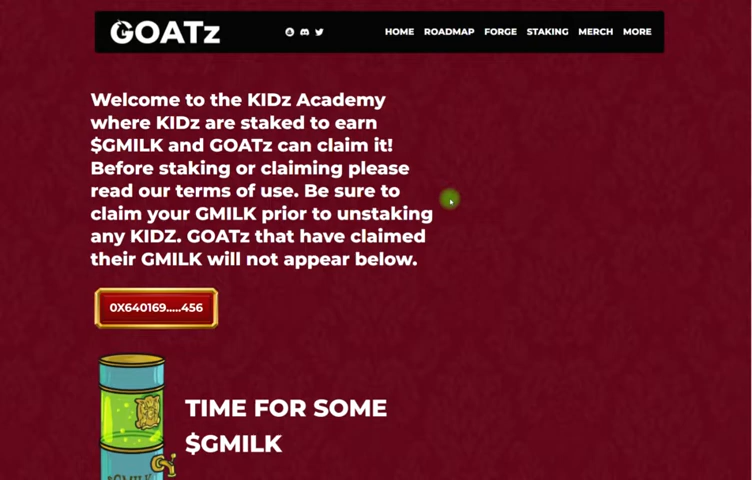 GOATz
HOME ROADMAP FORGE STAKING MERCH MORE
Welcome to the KIDz Academy
where KIDz are staked to earn
$GMILK and GOATz can claim it!
Before staking or claiming please
read our terms of use. Be sure to
claim your GMILK prior to unstaking
any KIDZ. GOATz that have claimed
their GMILK will not appear below.
0X640169.....456
TIME FOR SOME
$GMILK
$GMILK